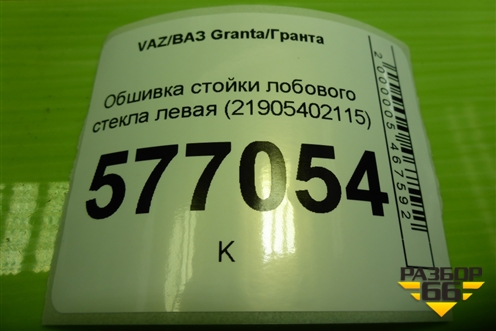 VAZ/ВАЗ Granta/Гранта
Обшивка стойки лобового
стекла левая (21905402115)
577054
К
2000005467592
РАЗБОР
66